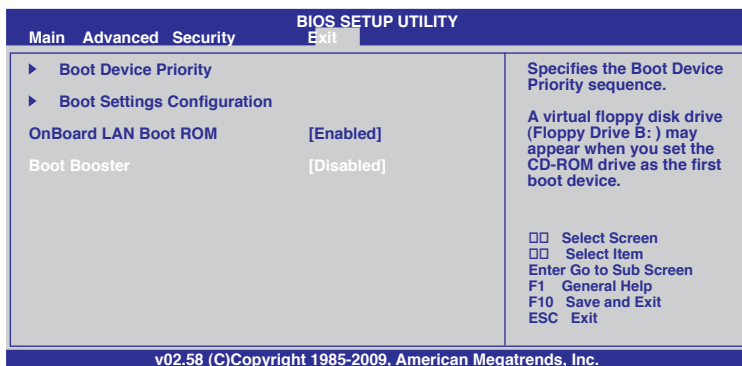 BIOS SETUP UTILITY
Main Advanced Security Exit
Boot Device Priority
Boot Settings Configuration
OnBoard LAN Boot ROM [Enabled]
Boot Booster [Disabled]
Specifies the Boot Device
Priority sequence.
A virtual floppy disk drive
(Floppy Drive B: ) may
appear when you set the
CD-ROM drive as the first
boot device.
Select Screen
Select Item
Enter Go to Sub Screen
F1 General Help
F10 Save and Exit
ESC Exit
v02.58 (C)Copyright 1985-2009, American Megatrends, Inc.